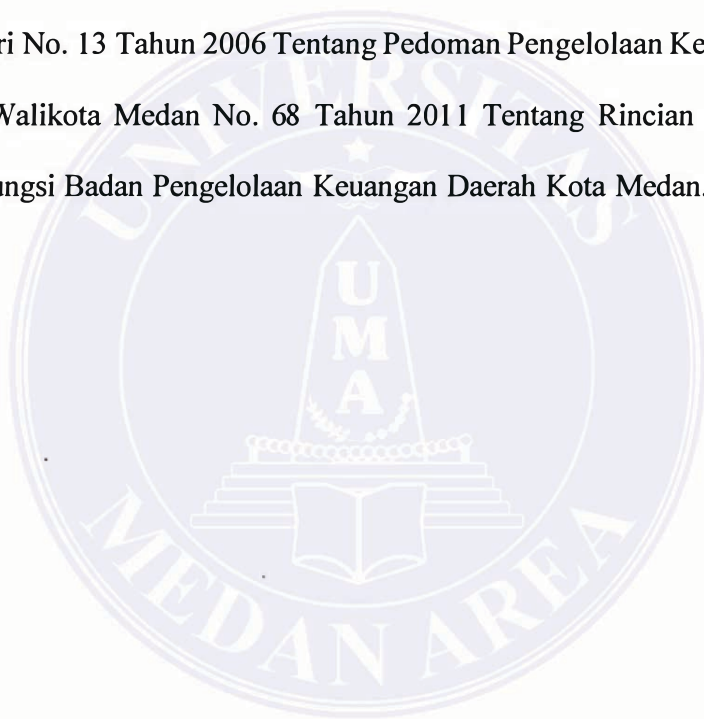 ri No. 13 Tahun 2006 Tentang Pedoman Pengelolaan Ke
Walikota Medan No. 68 Tahun 2011 Tentang Rincian
ungsi Badan Pengelolaan Keuangan Daerah Kota Medan.
UNIVERSITAS
UMA
MEDAN AREA